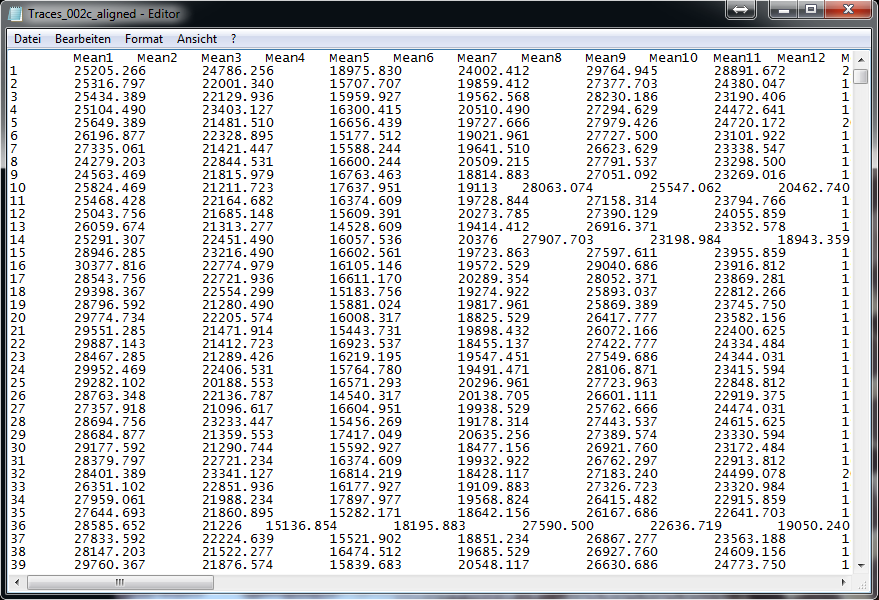 Traces_002c_aligned - Editor
Datei Bearbeiten Format Ansicht ?
Mean1 Mean2 Mean3 Mean4 Mean5 Mean6 Mean7 Mean8 Mean9 Mean10 Mean11 Mean12 M
1 25205.266 24786.256 18975.830 24002.412 29764.945 28891.672 2
2 25316.797 22001.340 15707.707 19859.412 27377.703 24380.047 1
3 25434.389 22129.936 15959.927 19562.568 28230.186 23190.406 1
4 25104.490 23403.127 16300.415 20510.490 27294.629 24472.641 1
5 25649.389 21481.510 16656.439 19727.666 27979.426 24720.172 2
6 26196.877 22328.895 15177.512 19021.961 27727.500 23101.922 1
7 27335.061 21421.447 15588.244 19641.510 26623.629 23338.547 1
8 24279.203 22844.531 16600.244 20509.215 27791.537 23298.500 1
9 24563.469 21815.979 16763.463 18814.883 27051.092 23269.016 1
10 25824.469 21211.723 17637.951 19113 28063.074 25547.062 20462.740
11 25468.428 22164.682 16374.609 19728.844 27158.314 23794.766 1
12 25043.756 21685.148 15609.391 20273.785 27390.129 24055.859 1
13 26059.674 21313.277 14528.609 19414.412 26916.371 23352.578 1
14 25291.307 22451.490 16057.536 20376 27907.703 23198.984 18943.359
15 28946.285 23216.490 16602.561 19723.863 27597.611 23955.859 1
16 30377.816 22774.979 16105.146 19572.529 29040.686 23916.812 1
17 28543.756 22721.936 16611.170 20289.354 28052.371 23869.281 1
18 29398.367 22554.299 15183.756 19274.922 25893.037 22812.266 1
19 28796.592 21280.490 15881.024 19817.961 25869.389 23745.750 1
20 29774.734 22205.574 16008.317 18825.529 26417.777 23582.156 1
21 29551.285 21471.914 15443.731 19898.432 26072.166 22400.625 1
22 29887.143 21412.723 16923.537 18455.137 27422.777 24334.484 1
23 28467.285 21289.426 16219.195 19547.451 27549.686 24344.031 1
24 29952.469 22406.531 15764.780 19491.471 28106.871 23415.594 1
25 29282.102 20188.553 16571.293 20296.961 27723.963 22848.812 1
26 28763.348 22136.787 14540.317 20138.705 26601.111 22919.375 1
27 27357.918 21096.617 16604.951 19938.529 25762.666 24474.031 1
28 28694.756 23233.447 15456.269 19178.314 27443.537 24615.625 1
29 28684.877 21359.553 17417.049 20635.256 27389.574 23330.594 1
30 29177.592 21290.744 15592.927 18477.156 26921.760 23172.484 1
31 28379.797 22721.234 16374.609 19932.922 26762.297 22913.812 1
32 28401.389 23341.127 16814.219 18428.117 27183.240 24499.078 2
33 26351.102 22851.936 16177.927 19109.883 27326.723 23320.984 1
34 27959.061 21988.234 17897.977 19568.824 26415.482 22915.859 1
35 27644.693 21860.895 15282.171 18642.156 26167.686 22641.703 1
36 28585.652 21226 15136.854 18195.883 27590.500 22636.719 19050.240
37 27833.592 22224.639 15521.902 18851.234 26867.277 23563.188 1
38 28147.203 21522.277 16474.512 19685.529 26927.760 24609.156 1
39 29760.367 21876.574 15839.683 20548.117 26630.686 24773.750 1